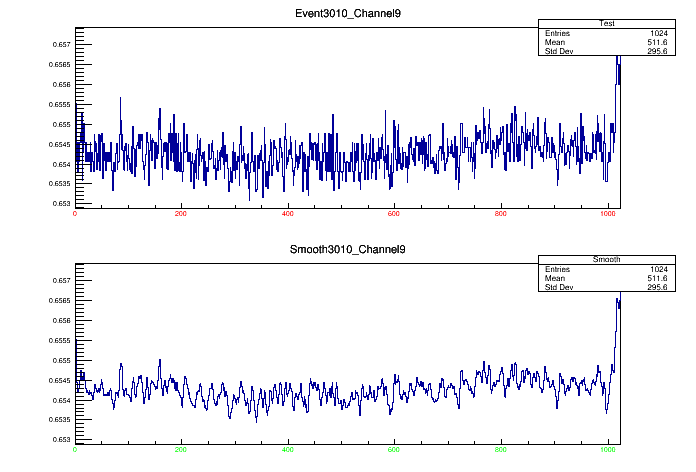 Event3010_Channel9
Test
Entries 1024
Mean 511.6
Std Dev 295.6
0.657
0.6565
0.656
0.6555
0.655
0.6545
0.654
0.6535
0.653
0 200 400 600 800 1000
Smooth3010_Channel9
Smooth
Entries 1024
Mean 511.6
Std Dev 295.6
0.657
0.6565
0.656
0.6555
0.655
0.6545
0.654
0.6535
0.653
0 200 400 600 800 1000